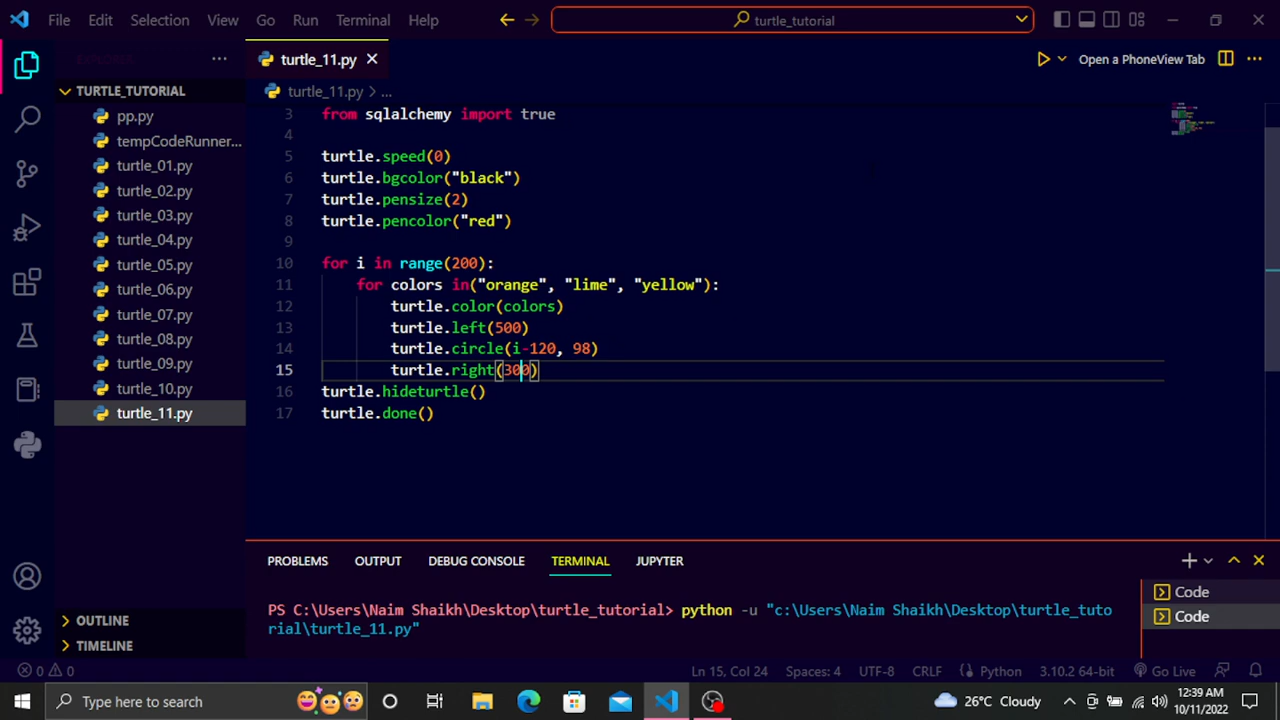 File Edit Selection View Go Run Terminal Help
turtle_tutorial
EXPLORER
turtle_11.py
Open a PhoneView Tab
TURTLE_TUTORIAL
pp.py
tempCodeRunner...
turtle_01.py
turtle_02.py
turtle_03.py
turtle_04.py
turtle_05.py
turtle_06.py
turtle_07.py
turtle_08.py
turtle_09.py
turtle_10.py
turtle_11.py
OUTLINE
TIMELINE
turtle_11.py > ...
3 from sqlalchemy import true
4
5 turtle.speed(0)
6 turtle.bgcolor("black")
7 turtle.pensize(2)
8 turtle.pencolor("red")
9
10 for i in range(200):
11 for colors in("orange", "lime", "yellow"):
12 turtle.color(colors)
13 turtle.left(500)
14 turtle.circle(i-120, 98)
15 turtle.right(300)
16 turtle.hideturtle()
17 turtle.done()
PROBLEMS OUTPUT DEBUG CONSOLE TERMINAL JUPYTER
PS C:\Users\Naim Shaikh\Desktop\turtle_tutorial> python -u "c:\Users\Naim Shaikh\Desktop\turtle_tuto
rial\turtle_11.py"
Code
Code
0 0 Ln 15, Col 24 Spaces: 4 UTF-8 CRLF Python 3.10.2 64-bit Go Live
Type here to search
26°C Cloudy
12:39 AM
10/11/2022